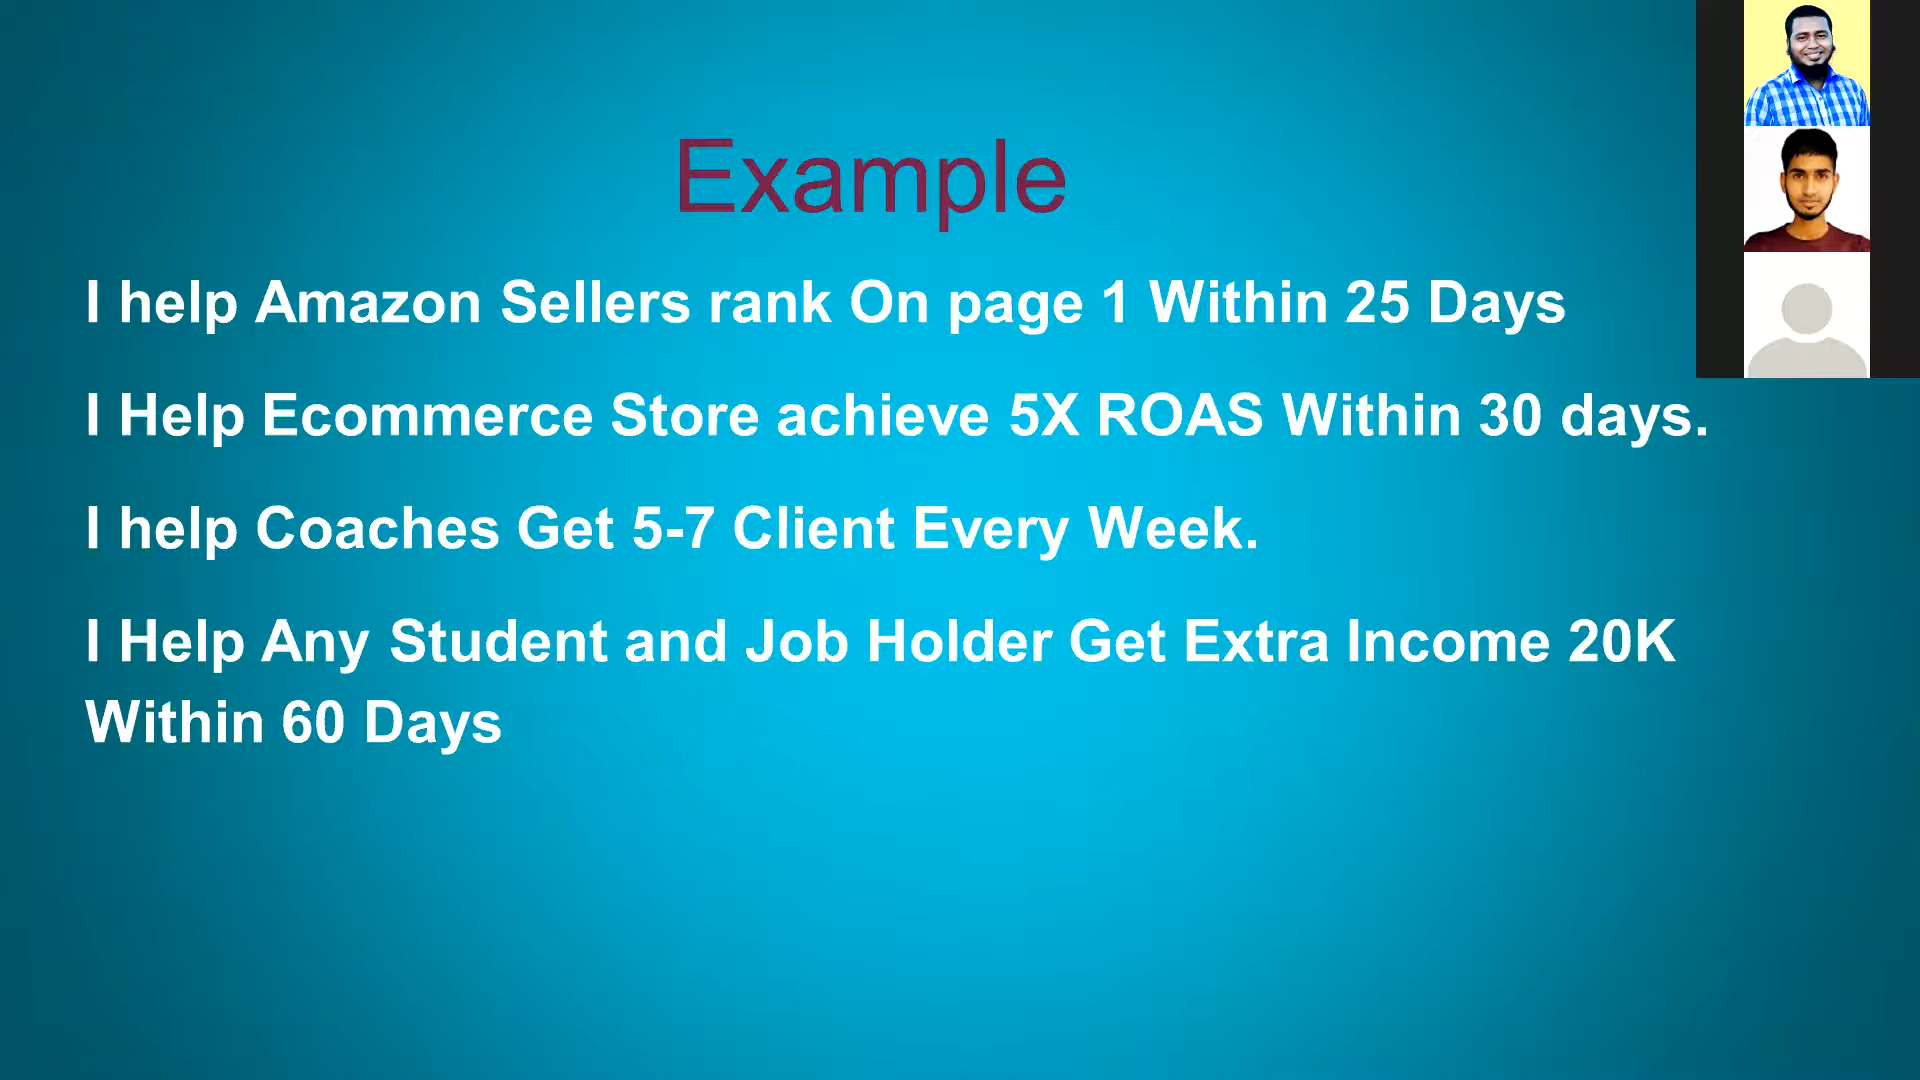 Example
I help Amazon Sellers rank On page 1 Within 25 Days
I Help Ecommerce Store achieve 5X ROAS Within 30 days.
I help Coaches Get 5-7 Client Every Week.
I Help Any Student and Job Holder Get Extra Income 20K
Within 60 Days